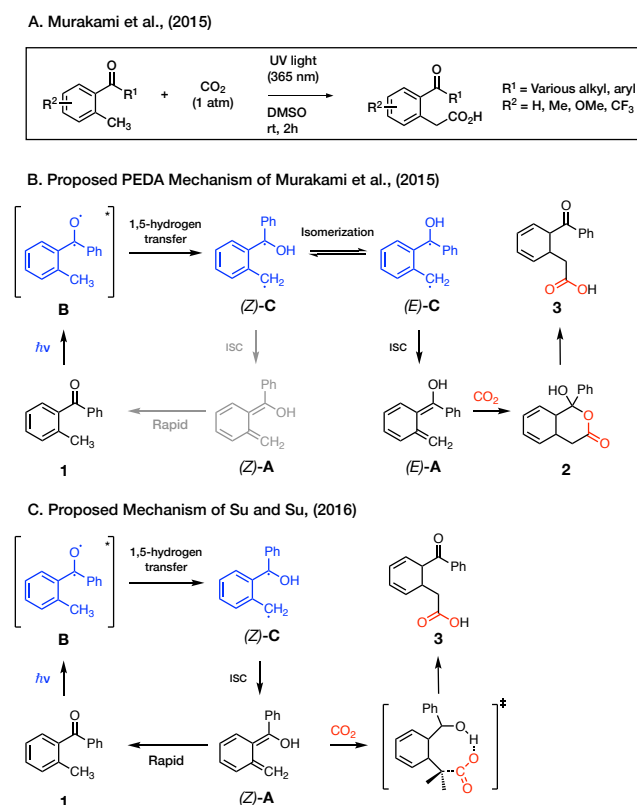 A. Murakami et al., (2015)
O
R1
R2
CH3
+
CO2
(1 atm)
UV light
(365 nm)
DMSO
rt, 2h
O
R1
R2
CO2H
R1 = Various alkyl, aryl
R2 = H, Me, OMe, CF3
B. Proposed PEDA Mechanism of Murakami et al., (2015)
O
Ph
CH3
*
B
1,5-hydrogen
transfer
Ph
OH
CH2
(Z)-C
Isomerization
OH
Ph
CH2
(E)-C
O
Ph
O
OH
3
hν
ISC
ISC
O
Ph
CH3
1
Rapid
Ph
OH
CH2
(Z)-A
OH
Ph
CH2
(E)-A
CO2
HO
Ph
O
O
2
C. Proposed Mechanism of Su and Su, (2016)
O
Ph
CH3
*
B
1,5-hydrogen
transfer
Ph
OH
CH2
(Z)-C
O
Ph
O
OH
3
hν
ISC
O
Ph
CH3
1
Rapid
Ph
OH
CH2
(Z)-A
CO2
Ph
O
H
O
O
‡